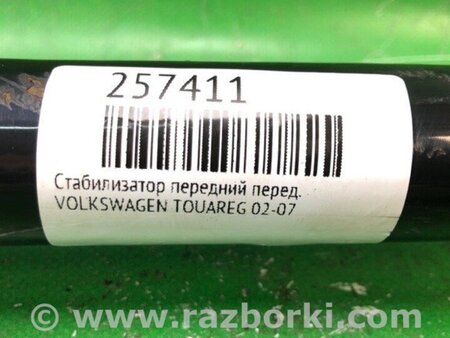 257411
Стабилизатор передний перед.
VOLKSWAGEN TOUAREG 02-07
www.razborki.com